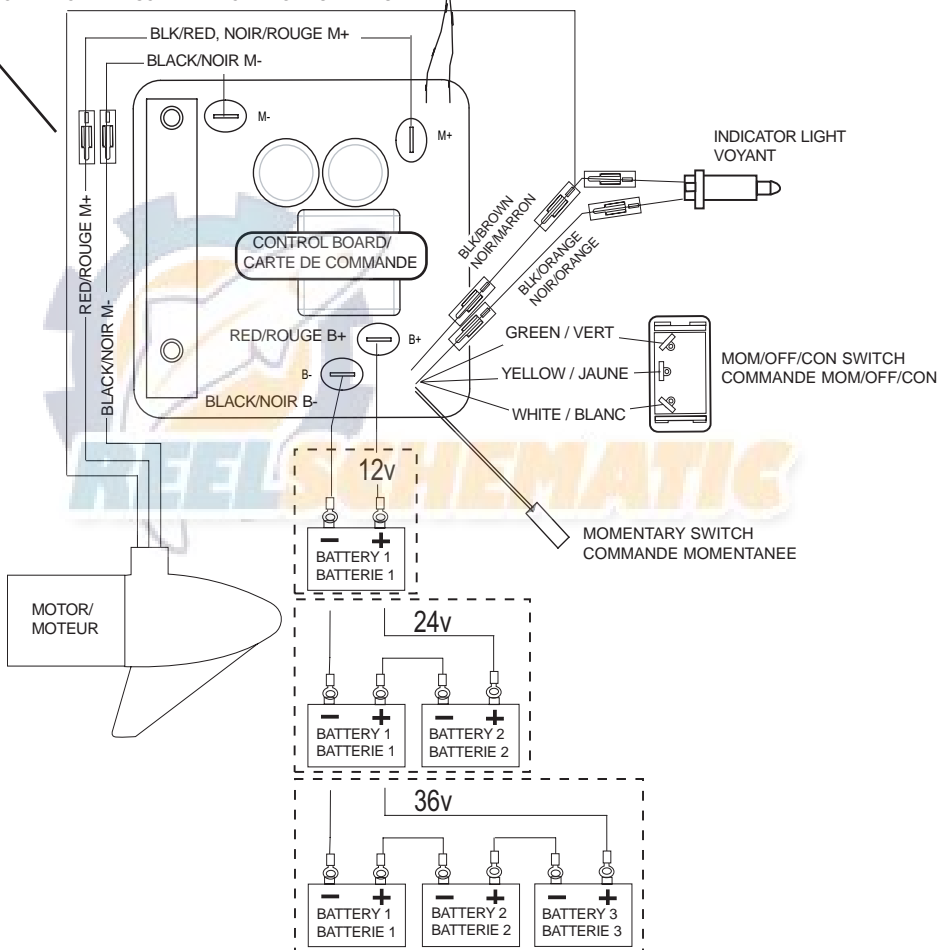 BLK/RED, NOIR/ROUGE M+
BLACK/NOIR M-
M-
M+
INDICATOR LIGHT
VOYANT
RED/ROUGE M+
BLACK/NOIR M-
BLK/BROWN
NOIR/MARRON
BLK/ORANGE
NOIR/ORANGE
CONTROL BOARD/
CARTE DE COMMANDE
RED/ROUGE B+
B+
B-
BLACK/NOIR B-
GREEN / VERT
YELLOW / JAUNE
WHITE / BLANC
MOM/OFF/CON SWITCH
COMMANDE MOM/OFF/CON
REELSCHEMATIC
MOMENTARY SWITCH
COMMANDE MOMENTANEE
12v
- +
BATTERY 1
BATTERIE 1
MOTOR/
MOTEUR
24v
- +
BATTERY 1
BATTERIE 1
- +
BATTERY 2
BATTERIE 2
36v
- +
BATTERY 1
BATTERIE 1
- +
BATTERY 2
BATTERIE 2
- +
BATTERY 3
BATTERIE 3